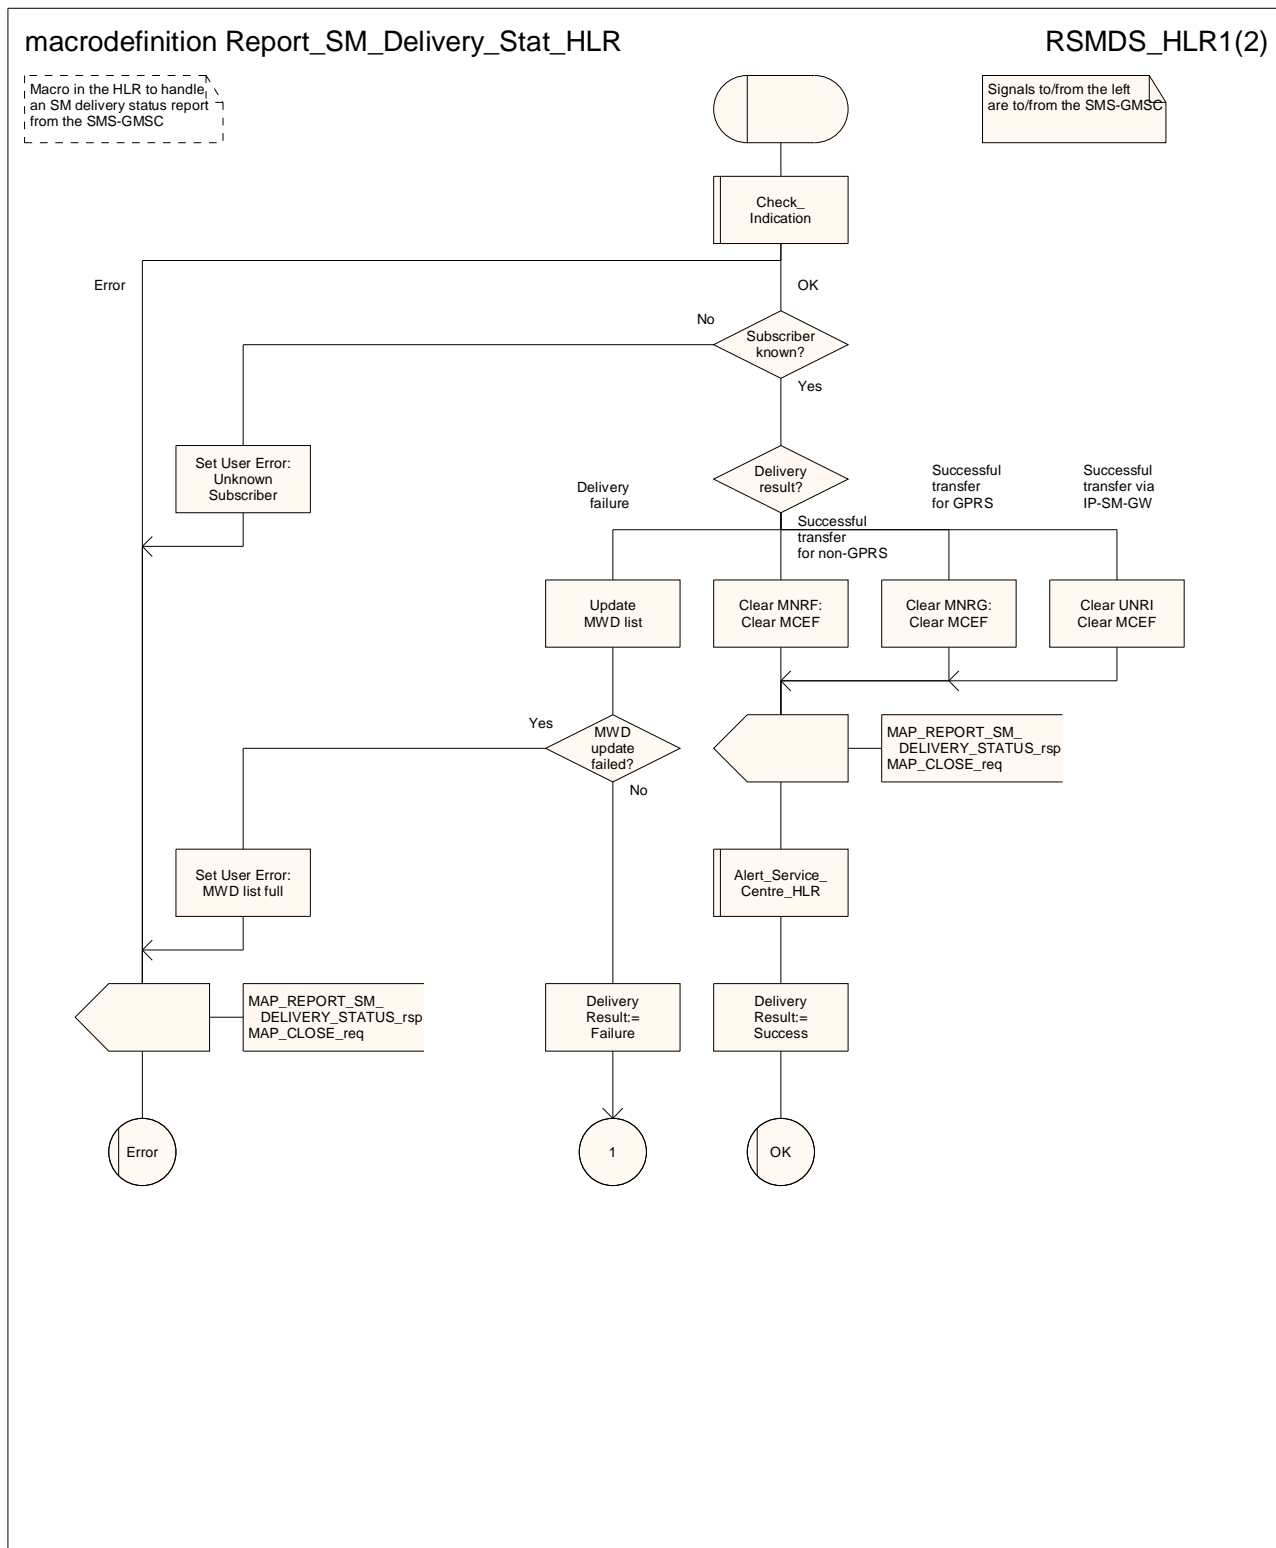 macrodefinition Report_SM_Delivery_Stat_HLR
RSMDS_HLR1(2)
Macro in the HLR to handle
an SM delivery status report
from the SMS-GMSC
Signals to/from the left
are to/from the SMS-GMSC
Check_
Indication
Error
OK
No
Subscriber
known?
Yes
Set User Error:
Unknown
Subscriber
Delivery
result?
Delivery
failure
Successful
transfer
for non-GPRS
Successful
transfer
for GPRS
Successful
transfer via
IP-SM-GW
Update
MWD list
Clear MNRF:
Clear MCEF
Clear MNRG:
Clear MCEF
Clear UNRI
Clear MCEF
Yes
MWD
update
failed?
No
MAP_REPORT_SM_
DELIVERY_STATUS_rsp
MAP_CLOSE_req
Set User Error:
MWD list full
Alert_Service_
Centre_HLR
MAP_REPORT_SM_
DELIVERY_STATUS_rsp
MAP_CLOSE_req
Delivery
Result:=
Failure
Delivery
Result:=
Success
Error
1
OK